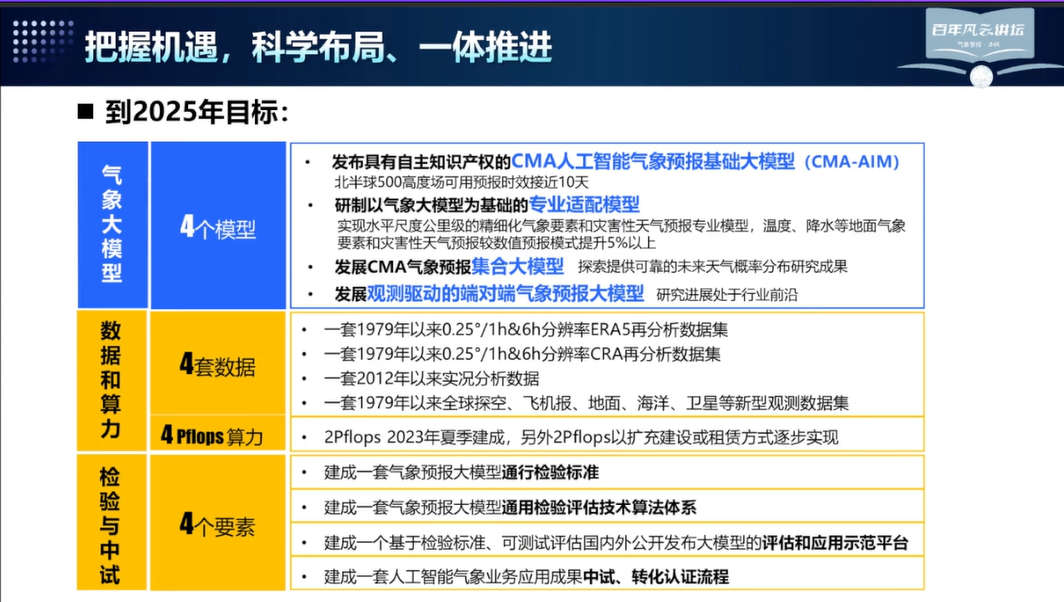 把握机遇，科学布局、一体推进
百年风云讲坛
■ 到2025年目标：
气象大模型
4个模型
• 发布具有自主知识产权的CMA人工智能气象预报基础大模型（CMA-AIM）
北半球500高度场可用预报时效接近10天
• 研制以气象大模型为基础的专业适配模型
实现水平尺度公里级的精细化气象要素和灾害性天气预报专业模型，温度、降水等地面气象
要素和灾害性天气预报较数值预报模式提升5%以上
• 发展CMA气象预报集合大模型 探索提供可靠的未来天气概率分布研究成果
• 发展观测驱动的端对端气象预报大模型 研究进展处于行业前沿
数据和算力
4套数据
• 一套1979年以来0.25°/1h&6h分辨率ERA5再分析数据集
• 一套1979年以来0.25°/1h&6h分辨率CRA再分析数据集
• 一套2012年以来实况分析数据
• 一套1979年以来全球探空、飞机报、地面、海洋、卫星等新型观测数据集
4 Pflops 算力
• 2Pflops 2023年夏季建成，另外2Pflops以扩充建设或租赁方式逐步实现
检验与中试
4个要素
• 建成一套气象预报大模型通行检验标准
• 建成一套气象预报大模型通用检验评估技术算法体系
• 建成一个基于检验标准、可测试评估国内外公开发布大模型的评估和应用示范平台
• 建成一套人工智能气象业务应用成果中试、转化认证流程